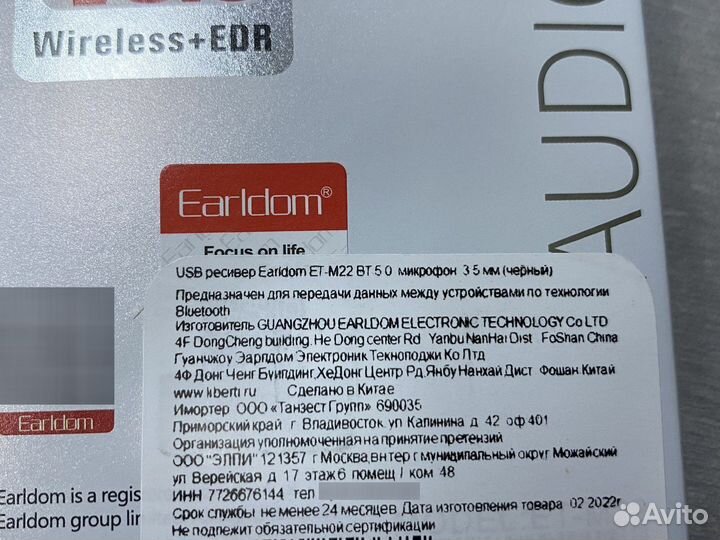 Wireless+EDR
AUDIO
Earldom®
Focus on life
USB ресивер Earldom ET-M22 BT 5 0 микрофон 3 5 мм (черный)
Предназначен для передачи данных между устройствами по технологии
Bluetooth
Изготовитель GUANGZHOU EARLDOM ELECTRONIC TECHNOLOGY Co LTD
4F DongCheng building. He Dong center Rd Yanbu NanHai Dist FoShan China
Гуанчжоу Эарлдом Электроник Текнолоджи Ко Лтд
4Ф Донг Ченг Буилдинг,ХеДонг Центр Рд Янбу Нанхай Дист Фошан Китай
www kberti ru Сделано в Китае
Имортер ООО «Танзест Групп» 690035
Приморский край г Владивосток ул Калинина д 42 оф 401
Организация уполномоченная на принятие претензий
ООО "ЭЛПИ" 121357 г Москва,вн тер г муниципальный округ Можайский
ул Верейская д 17 этаж 6 помещ I ком 48
ИНН 7726676144 тел
Срок службы не менее 24 месяцев Дата изготовления товара 02 2022г
Не подлежит обязательной сертификации
Earldom
Earldom is a regis
Earldom group lin
Avito